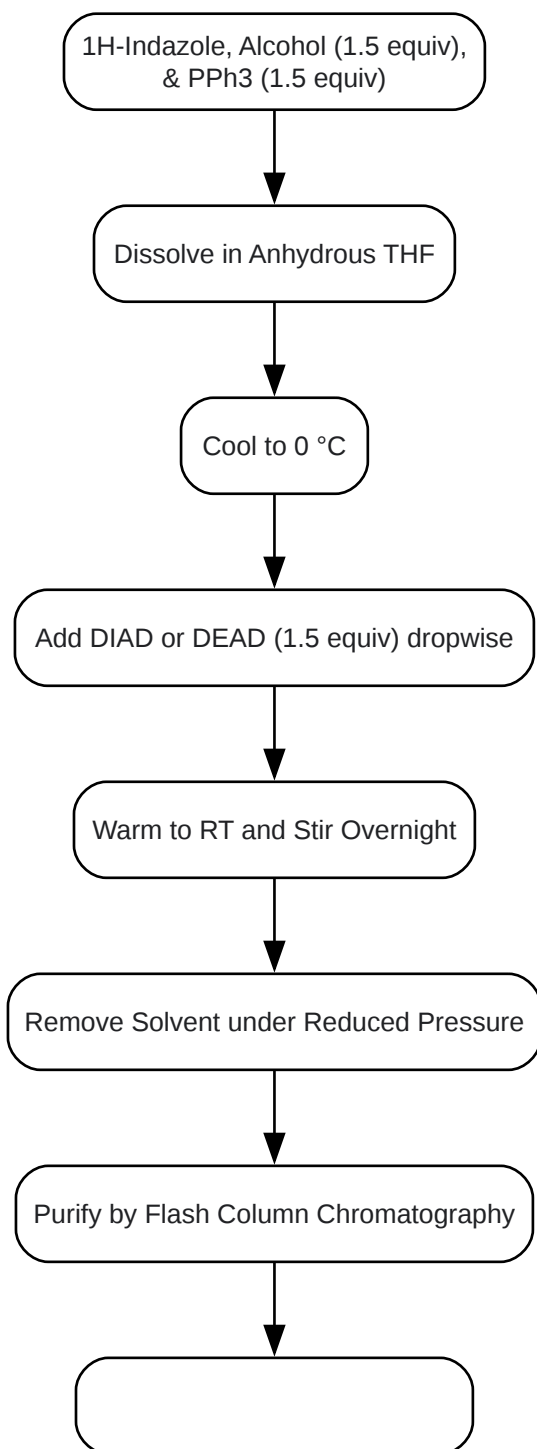 1H-Indazole, Alcohol (1.5 equiv),
& PPh3 (1.5 equiv)
Dissolve in Anhydrous THF
Cool to 0 °C
Add DIAD or DEAD (1.5 equiv) dropwise
Warm to RT and Stir Overnight
Remove Solvent under Reduced Pressure
Purify by Flash Column Chromatography